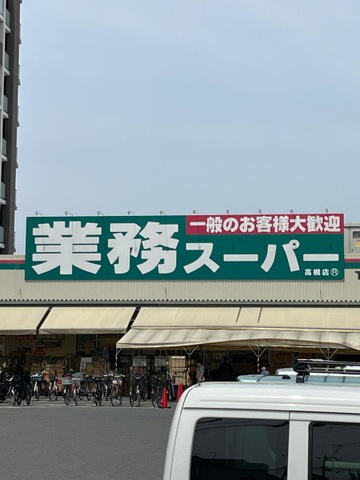 一般のお客様大歓迎
業務スーパー
高槻店